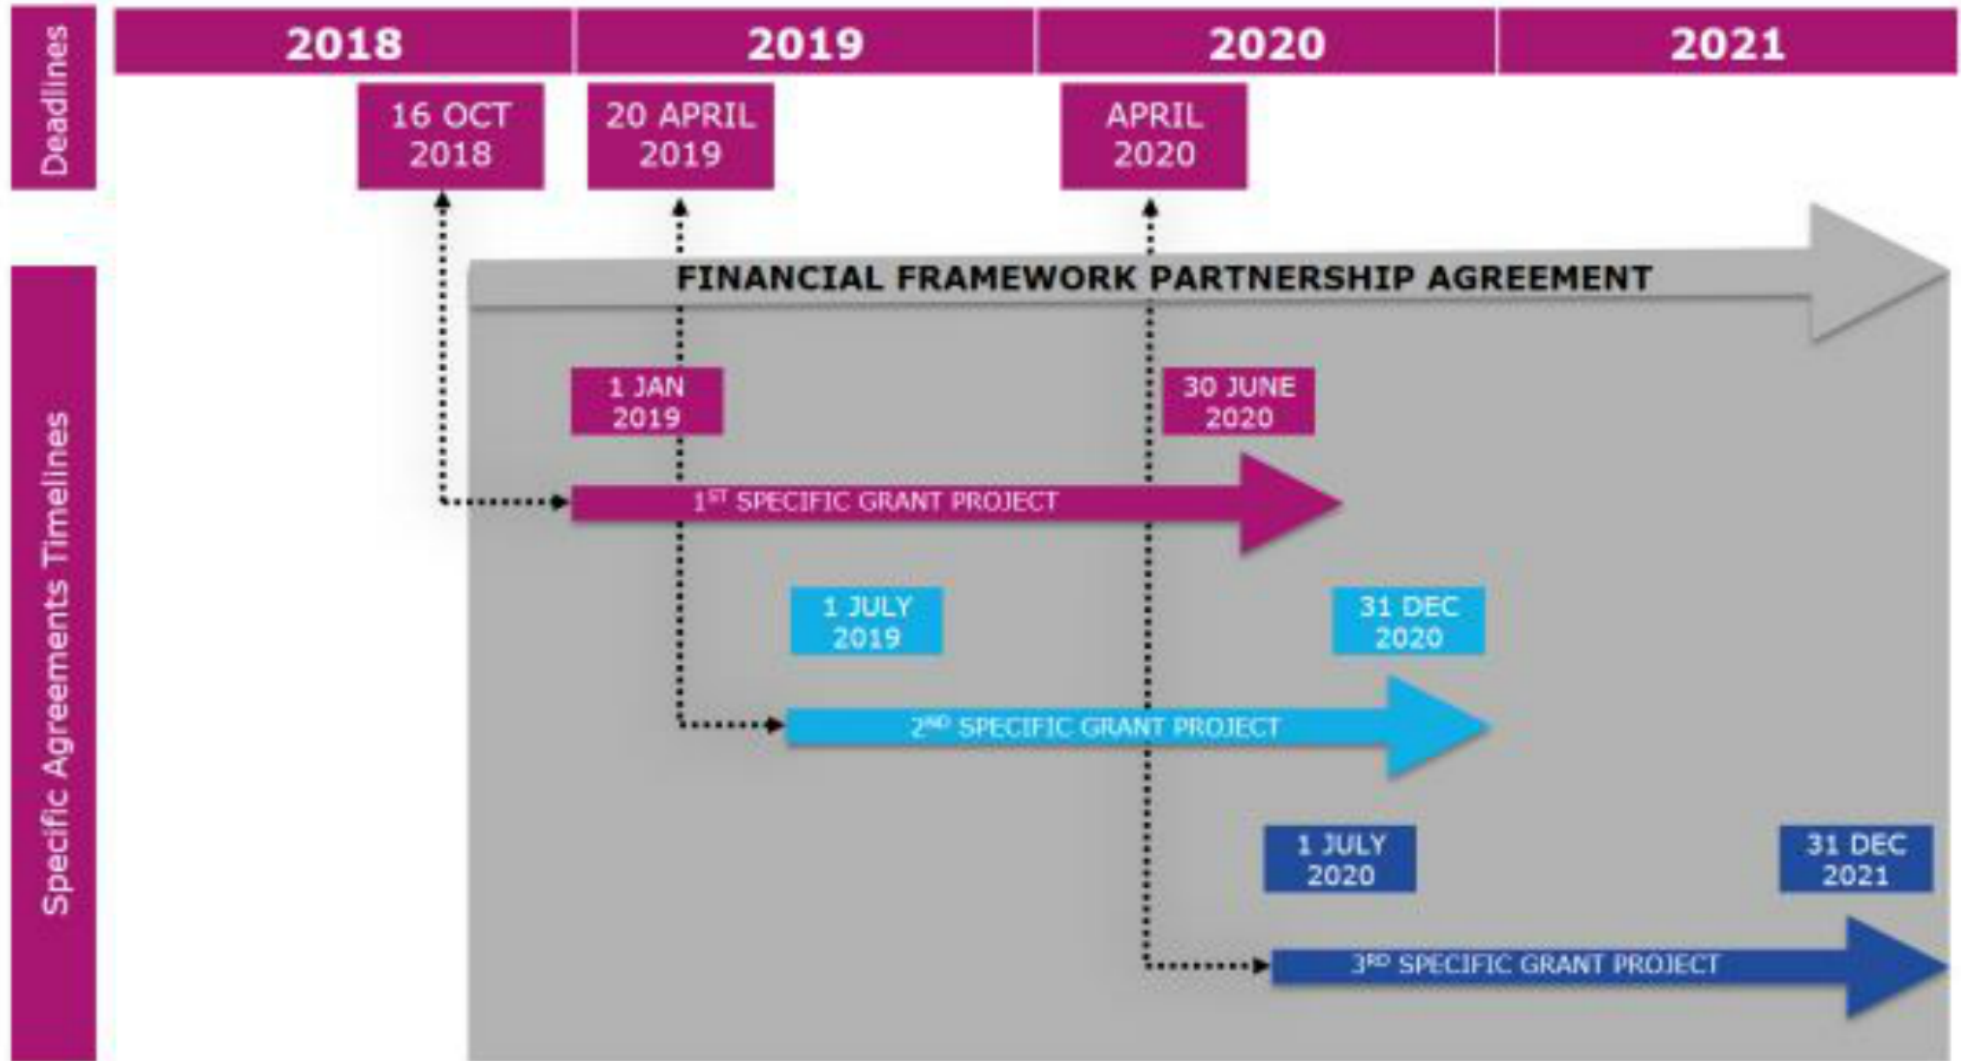 Deadlines
2018
2019
2020
2021
16 OCT
2018
20 APRIL
2019
APRIL
2020
Specific Agreements Timelines
FINANCIAL FRAMEWORK PARTNERSHIP AGREEMENT
1 JAN
2019
30 JUNE
2020
1ST SPECIFIC GRANT PROJECT
1 JULY
2019
31 DEC
2020
2ND SPECIFIC GRANT PROJECT
1 JULY
2020
31 DEC
2021
3RD SPECIFIC GRANT PROJECT